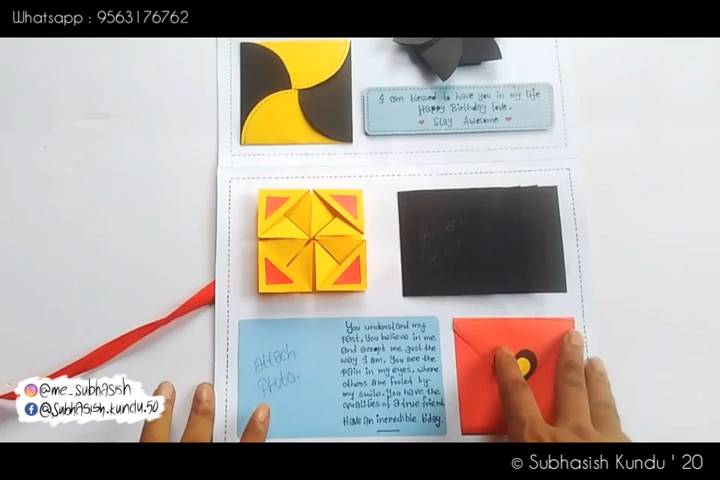 Whatsapp : 9563176762
I am blessed to have you in my life
Happy Birthday love.
Stay Awesome
You understand my
past, You believe in me
and accept me just the
way I am. You see the
pain in my eyes, where
others are fooled by
my smile. You have the
qualities of a true friend
Have an incredible B'day.
attach
Photo.
@me_subhasish
@Subhasish.kundu.50
© Subhasish Kundu ' 20